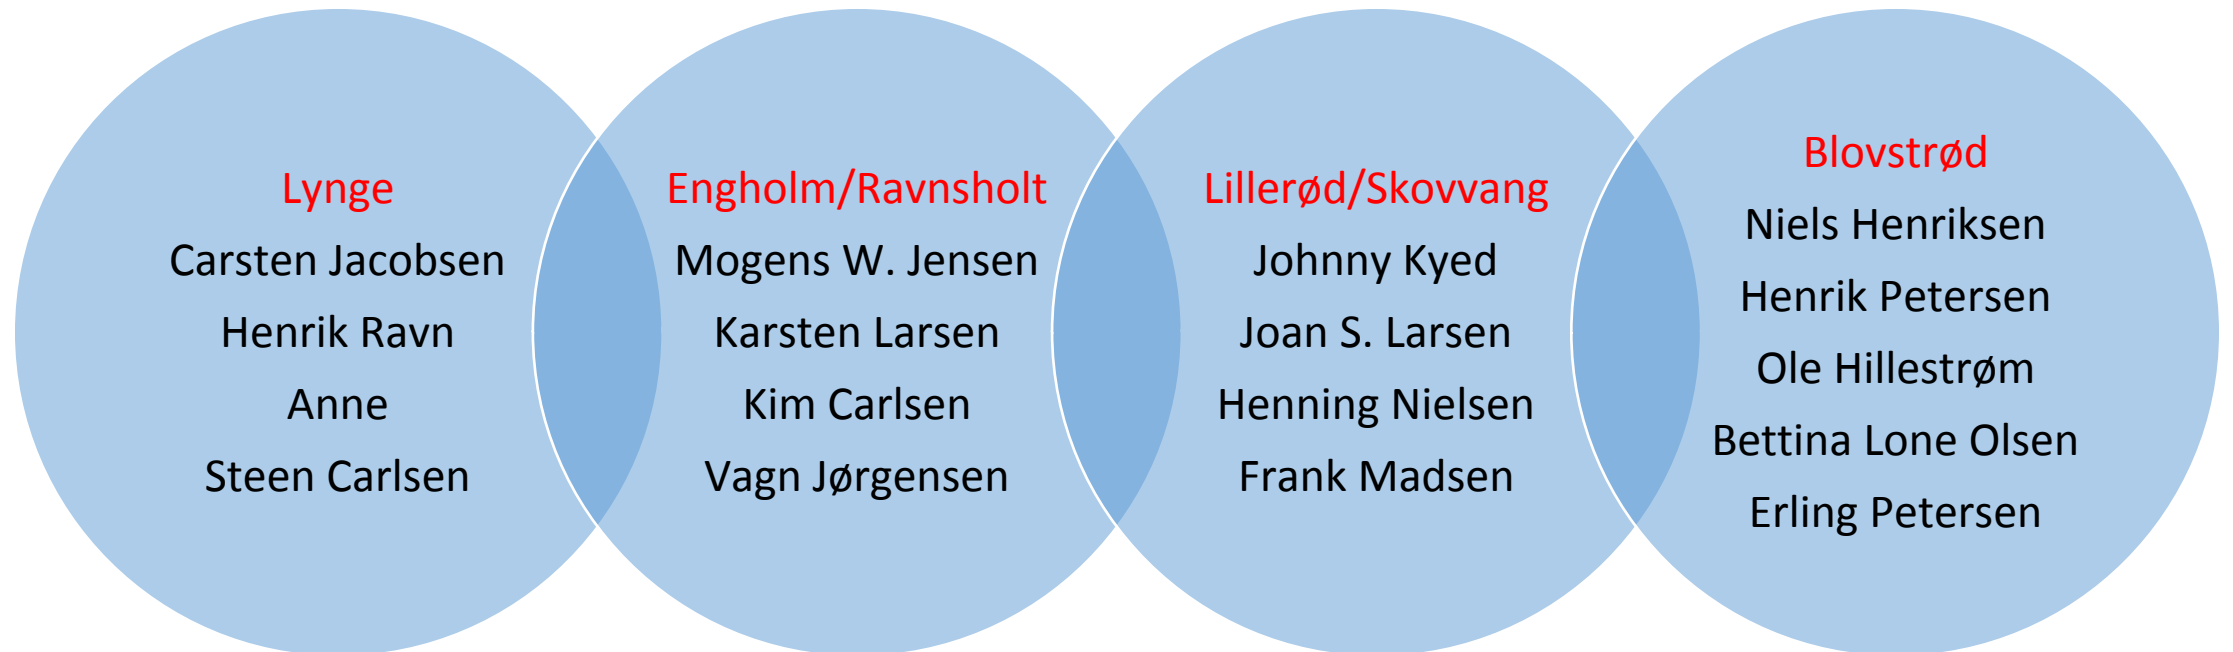 Lynge
Carsten Jacobsen
Henrik Ravn
Anne
Steen Carlsen
Engholm/Ravnsholt
Mogens W. Jensen
Karsten Larsen
Kim Carlsen
Vagn Jørgensen
Lillerød/Skovvang
Johnny Kyed
Joan S. Larsen
Henning Nielsen
Frank Madsen
Blovstrød
Niels Henriksen
Henrik Petersen
Ole Hillestrøm
Bettina Lone Olsen
Erling Petersen